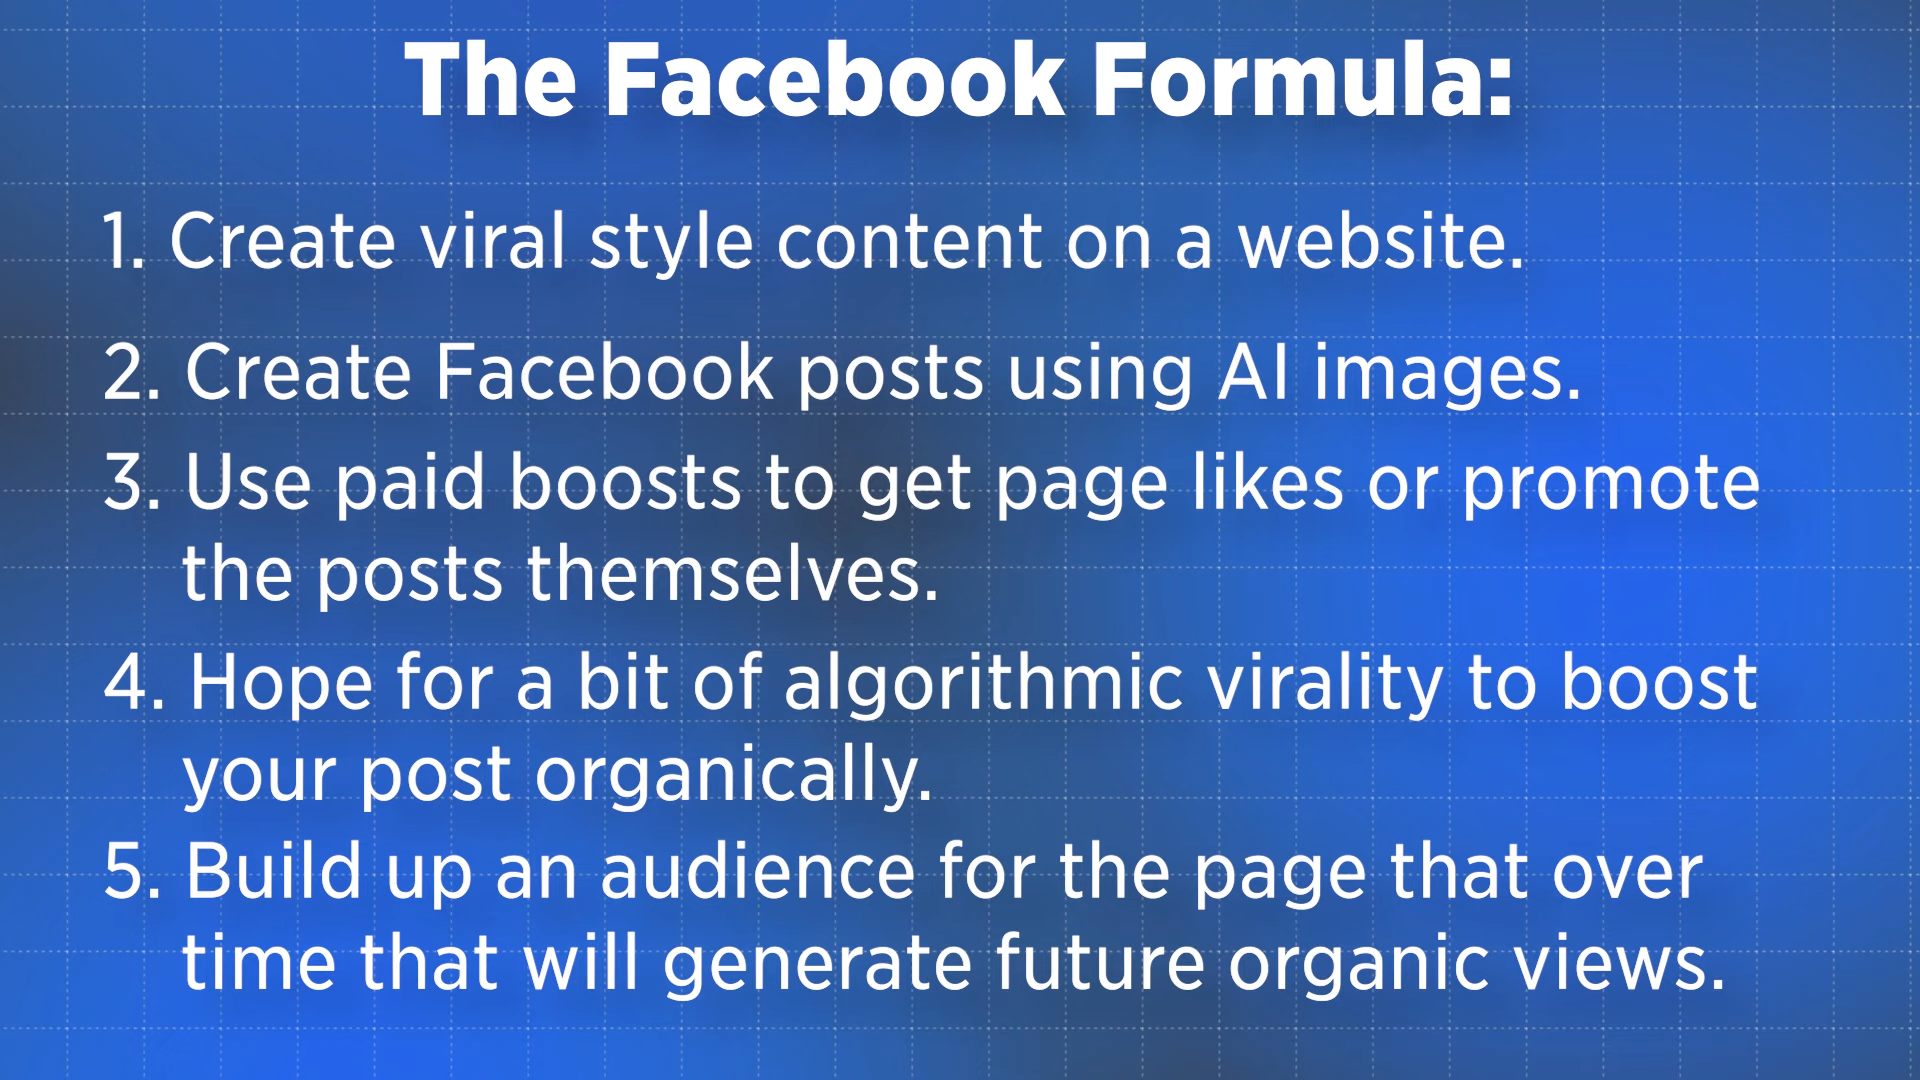 The Facebook Formula:
1. Create viral style content on a website.
2. Create Facebook posts using AI images.
3. Use paid boosts to get page likes or promote
the posts themselves.
4. Hope for a bit of algorithmic virality to boost
your post organically.
5. Build up an audience for the page that over
time that will generate future organic views.